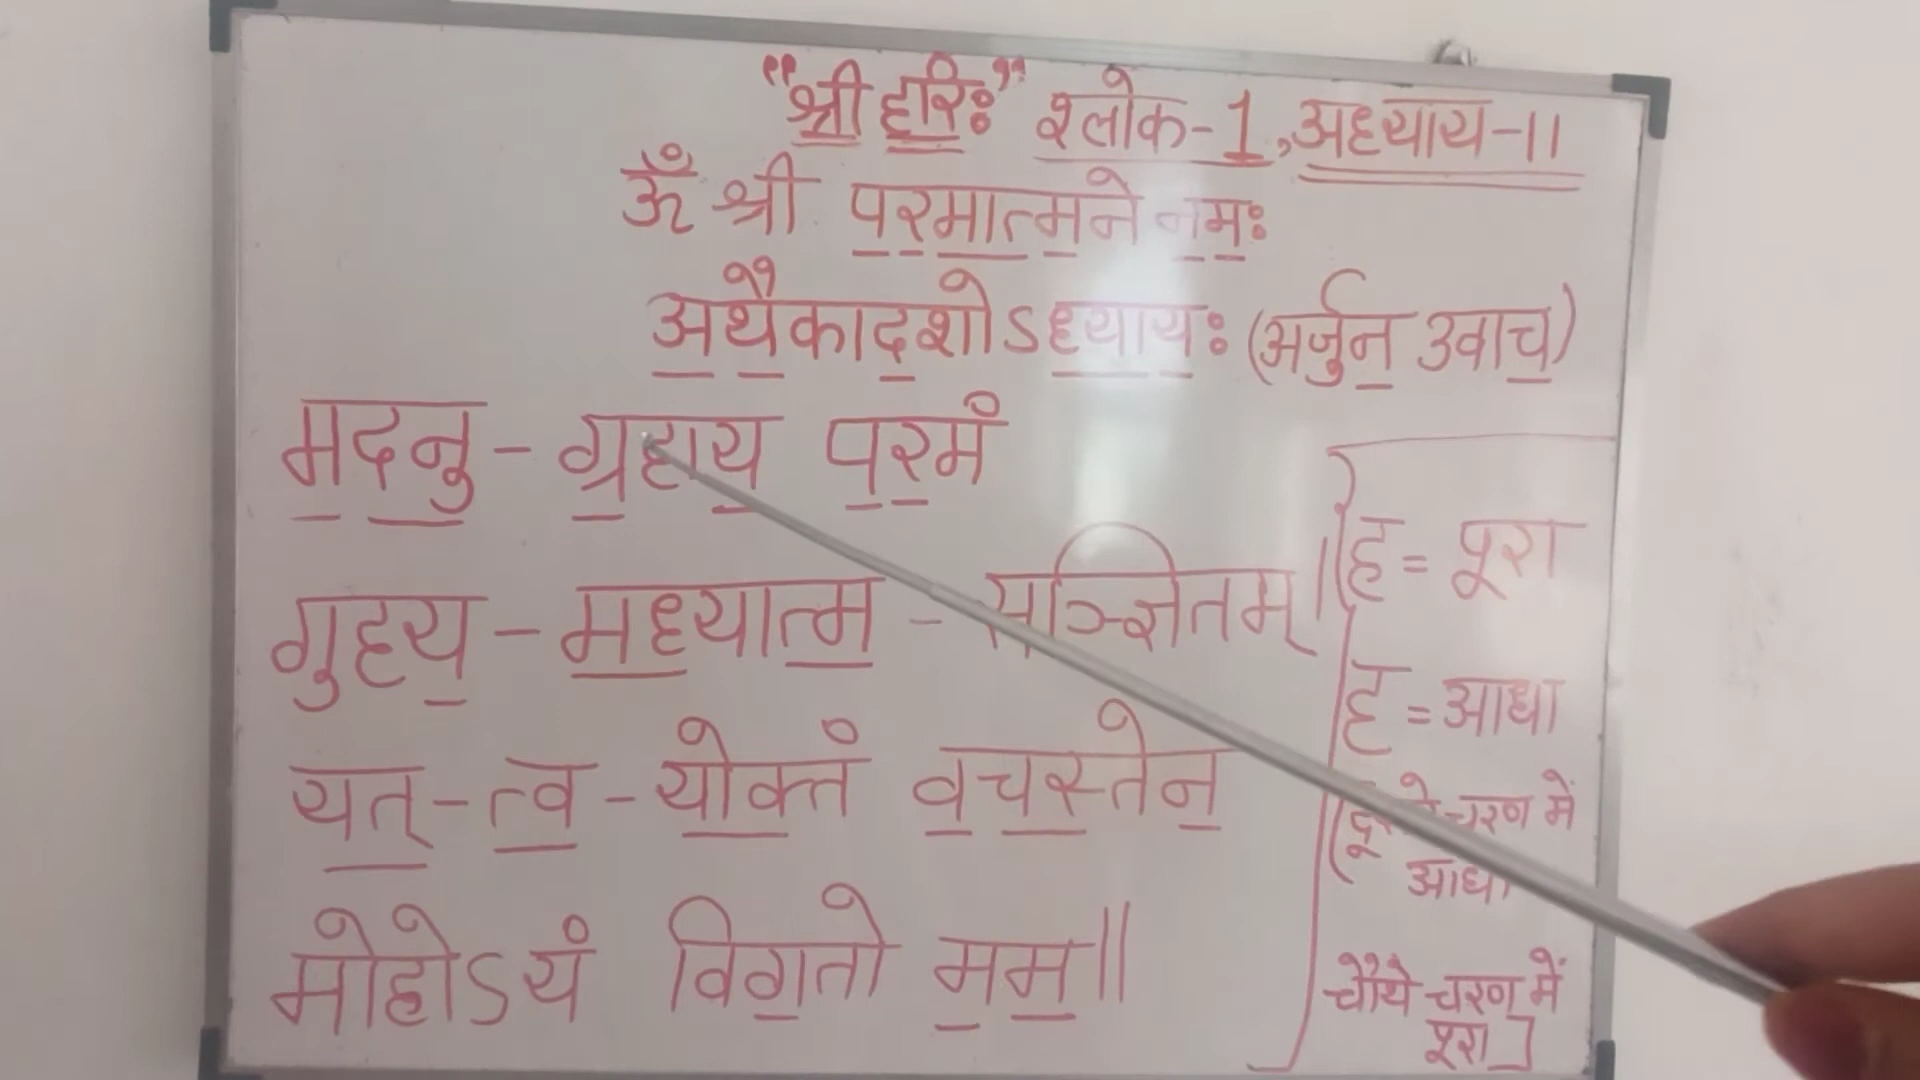 "श्री हरिः" श्लोक-1, अध्याय-11
ॐ श्री परमात्मने नमः
अथैकादशोऽध्यायः (अर्जुन उवाच)
मदनु-ग्रहाय परमं
गुह्य-मध्यात्म-सञ्ज्ञितम्।
यत्-त्व-योक्तं वचस्तेन
मोहोऽयं विगतो मम॥
ह = पूरा
ह् = आधा
चरण में
आधा
चौथे चरण में
पूरा]